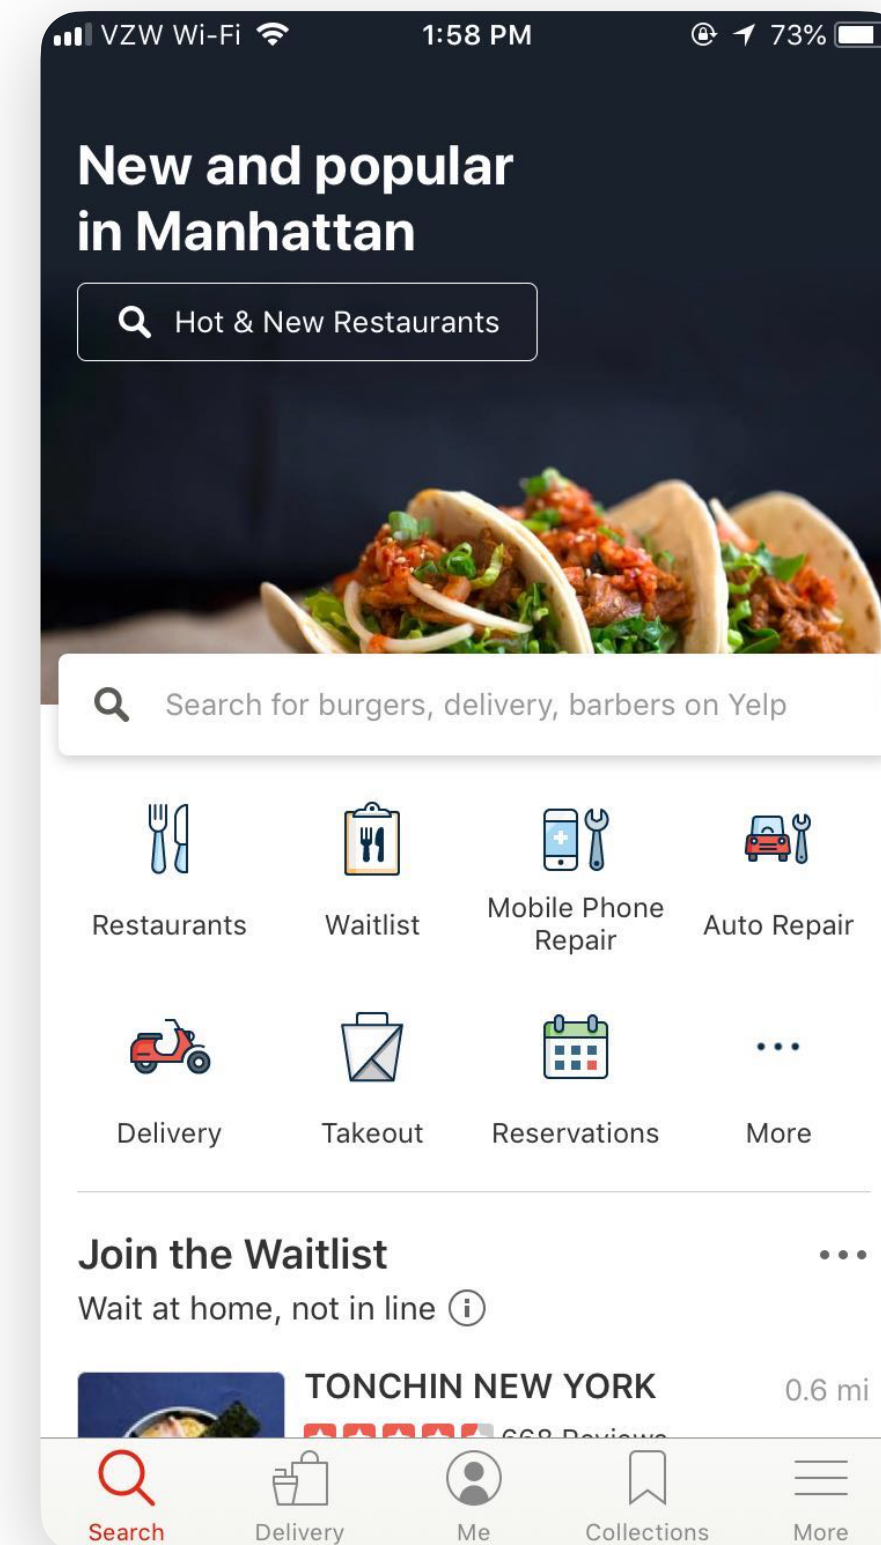 VZW Wi-Fi 1:58 PM 73%
New and popular
in Manhattan
Hot & New Restaurants
Search for burgers, delivery, barbers on Yelp
Restaurants Waitlist Mobile Phone Repair Auto Repair
Delivery Takeout Reservations More
Join the Waitlist
Wait at home, not in line
TONCHIN NEW YORK 0.6 mi
668 Reviews
Search Delivery Me Collections More